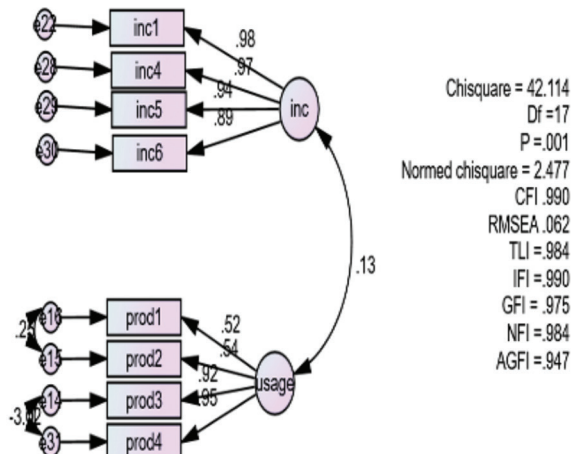 e22
inc1
.98
e28
inc4
.97
e29
inc5
.94
inc
e30
inc6
.89
Chisquare = 42.114
Df =17
P =.001
Normed chisquare = 2.477
CFI .990
RMSEA .062
TLI =.984
IFI =.990
GFI = .975
NFI =.984
AGFI =.947
.13
e16
prod1
.52
e15
prod2
.54
e14
prod3
.92
usage
e31
prod4
.95